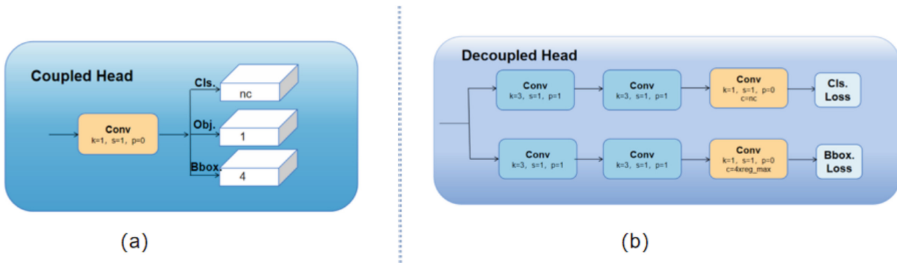 Coupled Head
Conv
k=1, s=1, p=0
Cls.
nc
Obj.
1
Bbox.
4
(a)
Decoupled Head
Conv
k=3, s=1, p=1
Conv
k=3, s=1, p=1
Conv
k=1, s=1, p=0
c=nc
Cls.
Loss
Conv
k=3, s=1, p=1
Conv
k=3, s=1, p=1
Conv
k=1, s=1, p=0
c=4xreg_max
Bbox.
Loss
(b)